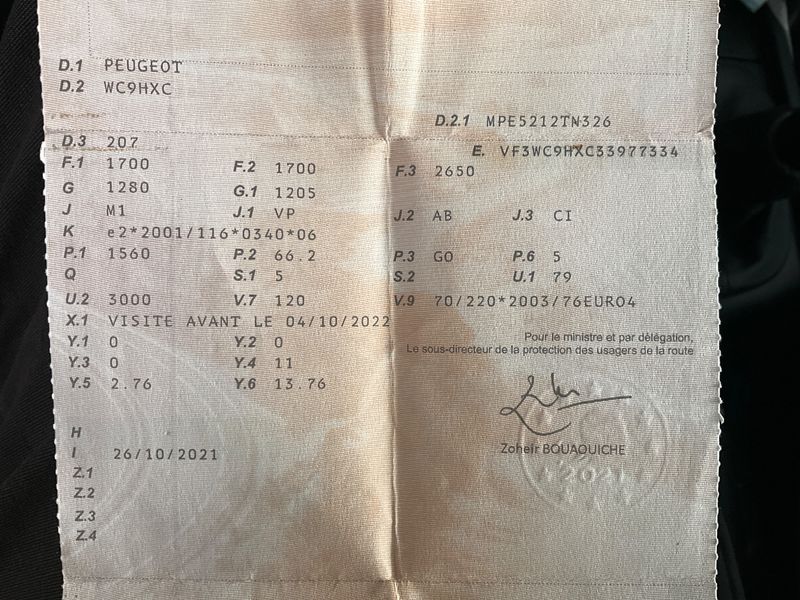 D.1 PEUGEOT
D.2 WC9HXC
D.2.1 MPE5212TN326
D.3 207
E. VF3WC9HXC33977334
F.1 1700 F.2 1700 F.3 2650
G 1280 G.1 1205
J M1 J.1 VP J.2 AB J.3 CI
K e2*2001/116*0340*06
P.1 1560 P.2 66.2 P.3 GO P.6 5
Q S.1 5 S.2 U.1 79
U.2 3000 V.7 120 V.9 70/220*2003/76EURO4
X.1 VISITE AVANT LE 04/10/2022
Y.1 0 Y.2 0
Y.3 0 Y.4 11
Y.5 2.76 Y.6 13.76
Pour le ministre et par délégation,
Le sous-directeur de la protection des usagers de la route
Zoheir BOUAOUICHE
2021
H
I 26/10/2021
Z.1
Z.2
Z.3
Z.4